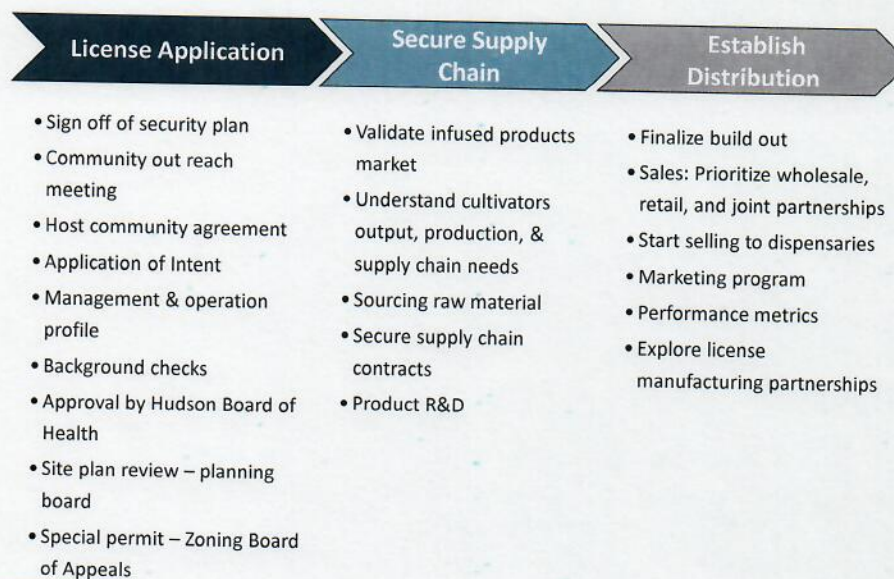 License Application
Secure Supply
Chain
Establish
Distribution
• Sign off of security plan
• Community out reach
meeting
• Host community agreement
• Application of Intent
• Management & operation
profile
• Background checks
• Approval by Hudson Board of
Health
• Site plan review – planning
board
• Special permit – Zoning Board
of Appeals
• Validate infused products
market
• Understand cultivators
output, production, &
supply chain needs
• Sourcing raw material
• Secure supply chain
contracts
• Product R&D
• Finalize build out
• Sales: Prioritize wholesale,
retail, and joint partnerships
• Start selling to dispensaries
• Marketing program
• Performance metrics
• Explore license
manufacturing partnerships